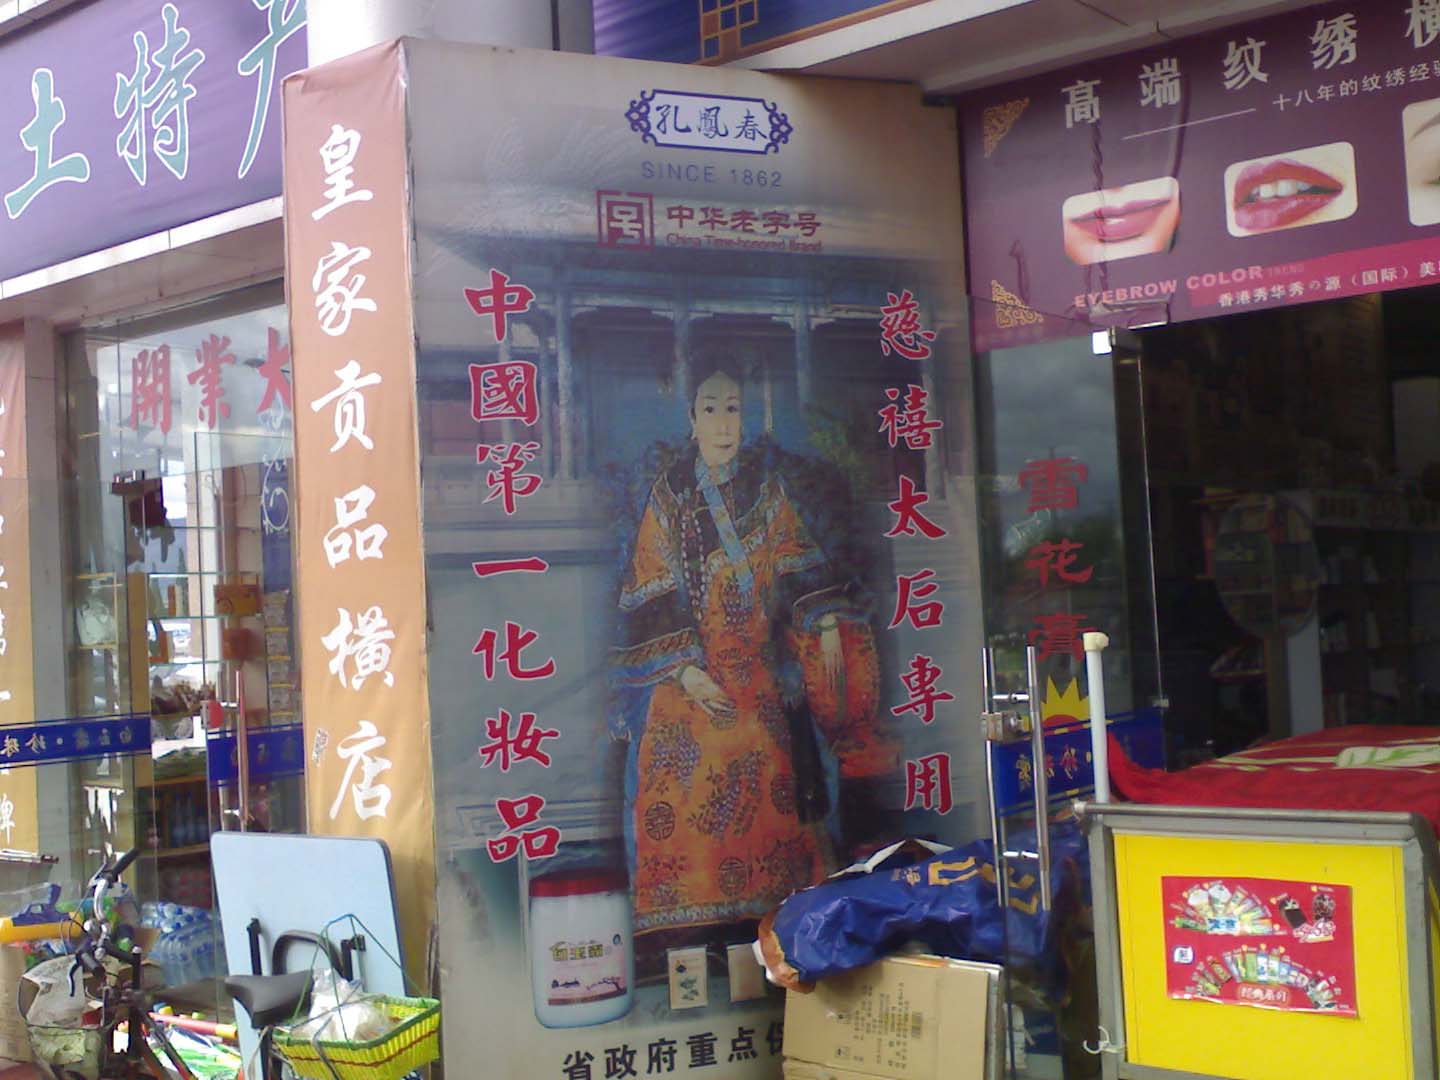 土特产
開業大
皇家贡品横店
孔鳳春
SINCE 1862
中华老字号
China Time-honored Brand
中國第一化妝品
慈禧太后專用
省政府重点
高端纹绣
十八年的纹绣经验
EYEBROW COLOR
香港秀华秀の源（国际）美
雪花膏